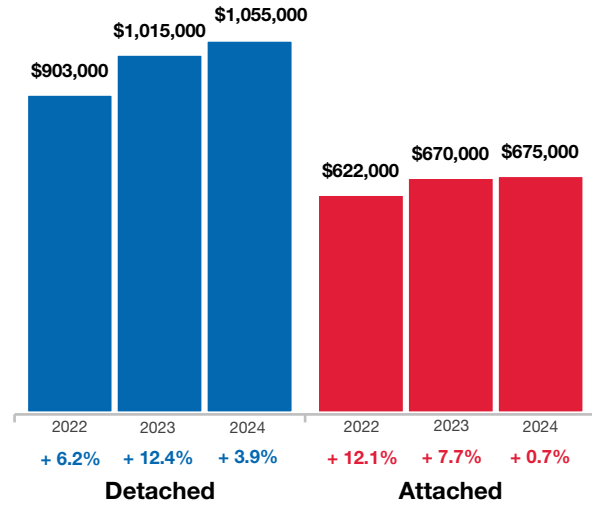 $903,000
$1,015,000
$1,055,000
$622,000
$670,000
$675,000
2022 2023 2024 2022 2023 2024
+ 6.2% + 12.4% + 3.9% + 12.1% + 7.7% + 0.7%
Detached Attached